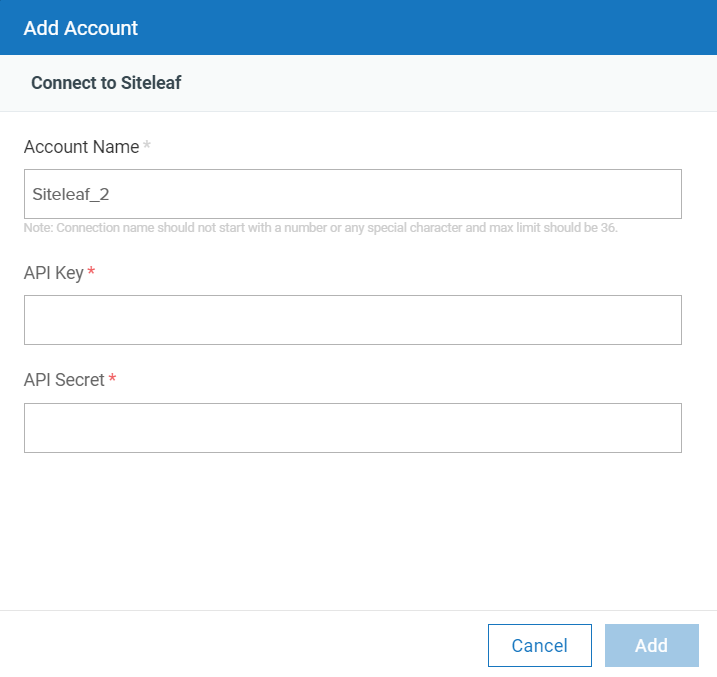 Add Account
Connect to Siteleaf
Account Name *
Siteleaf_2
Note: Connection name should not start with a number or any special character and max limit should be 36.
API Key *
API Secret *
Cancel
Add